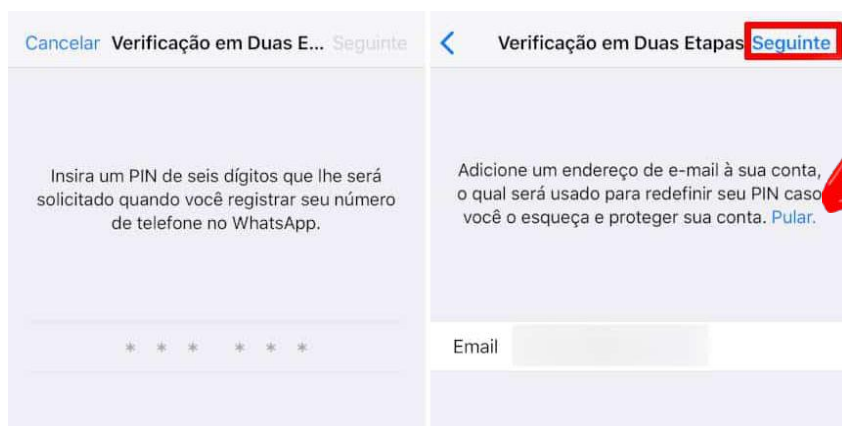 Cancelar Verificação em Duas E... Seguinte
Insira um PIN de seis dígitos que lhe será
solicitado quando você registrar seu número
de telefone no WhatsApp.
* * * * * *
Verificação em Duas Etapas Seguinte
Adicione um endereço de e-mail à sua conta,
o qual será usado para redefinir seu PIN caso
você o esqueça e proteger sua conta. Pular.
Email